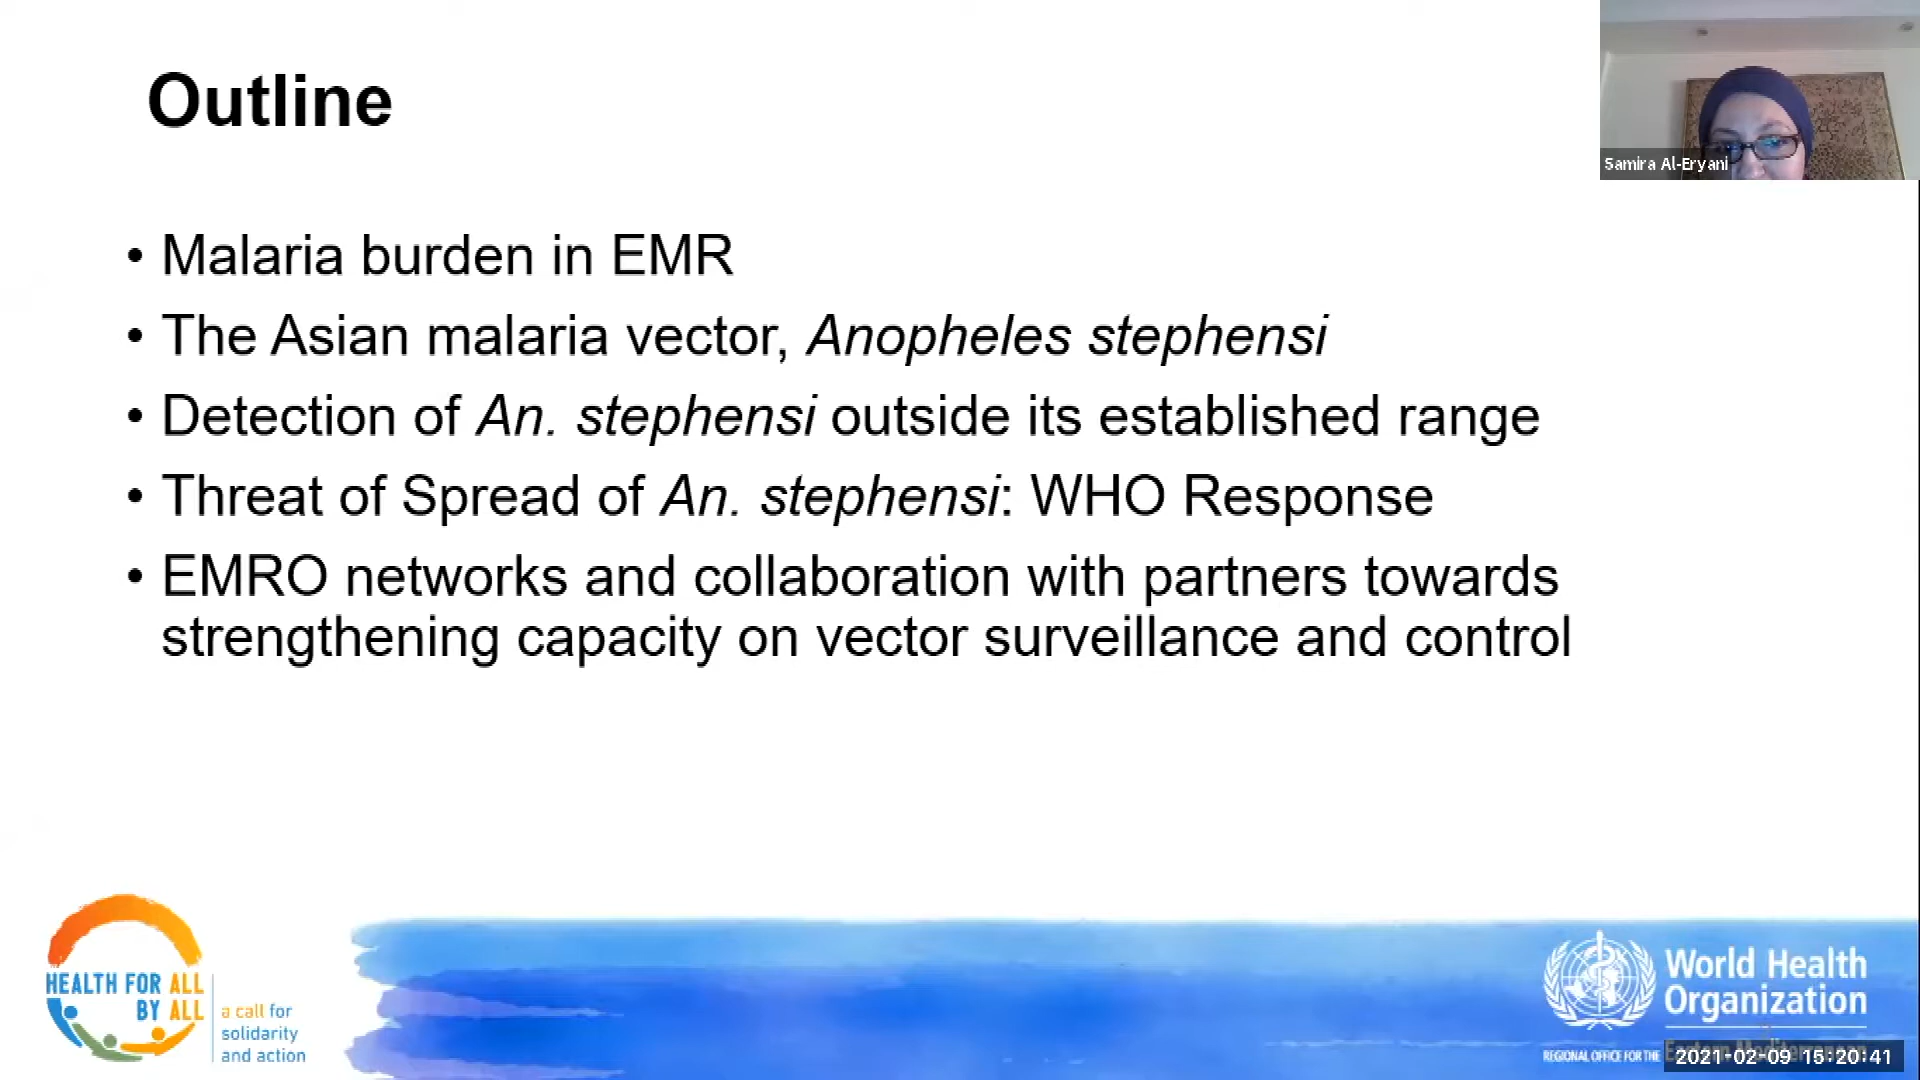 Outline
Samira Al-Eryani
• Malaria burden in EMR
• The Asian malaria vector, Anopheles stephensi
• Detection of An. stephensi outside its established range
• Threat of Spread of An. stephensi: WHO Response
• EMRO networks and collaboration with partners towards
strengthening capacity on vector surveillance and control
HEALTH FOR ALL
BY ALL
a call for
solidarity
and action
World Health
Organization
REGIONAL OFFICE FOR THE
2021-02-09 15:20:41